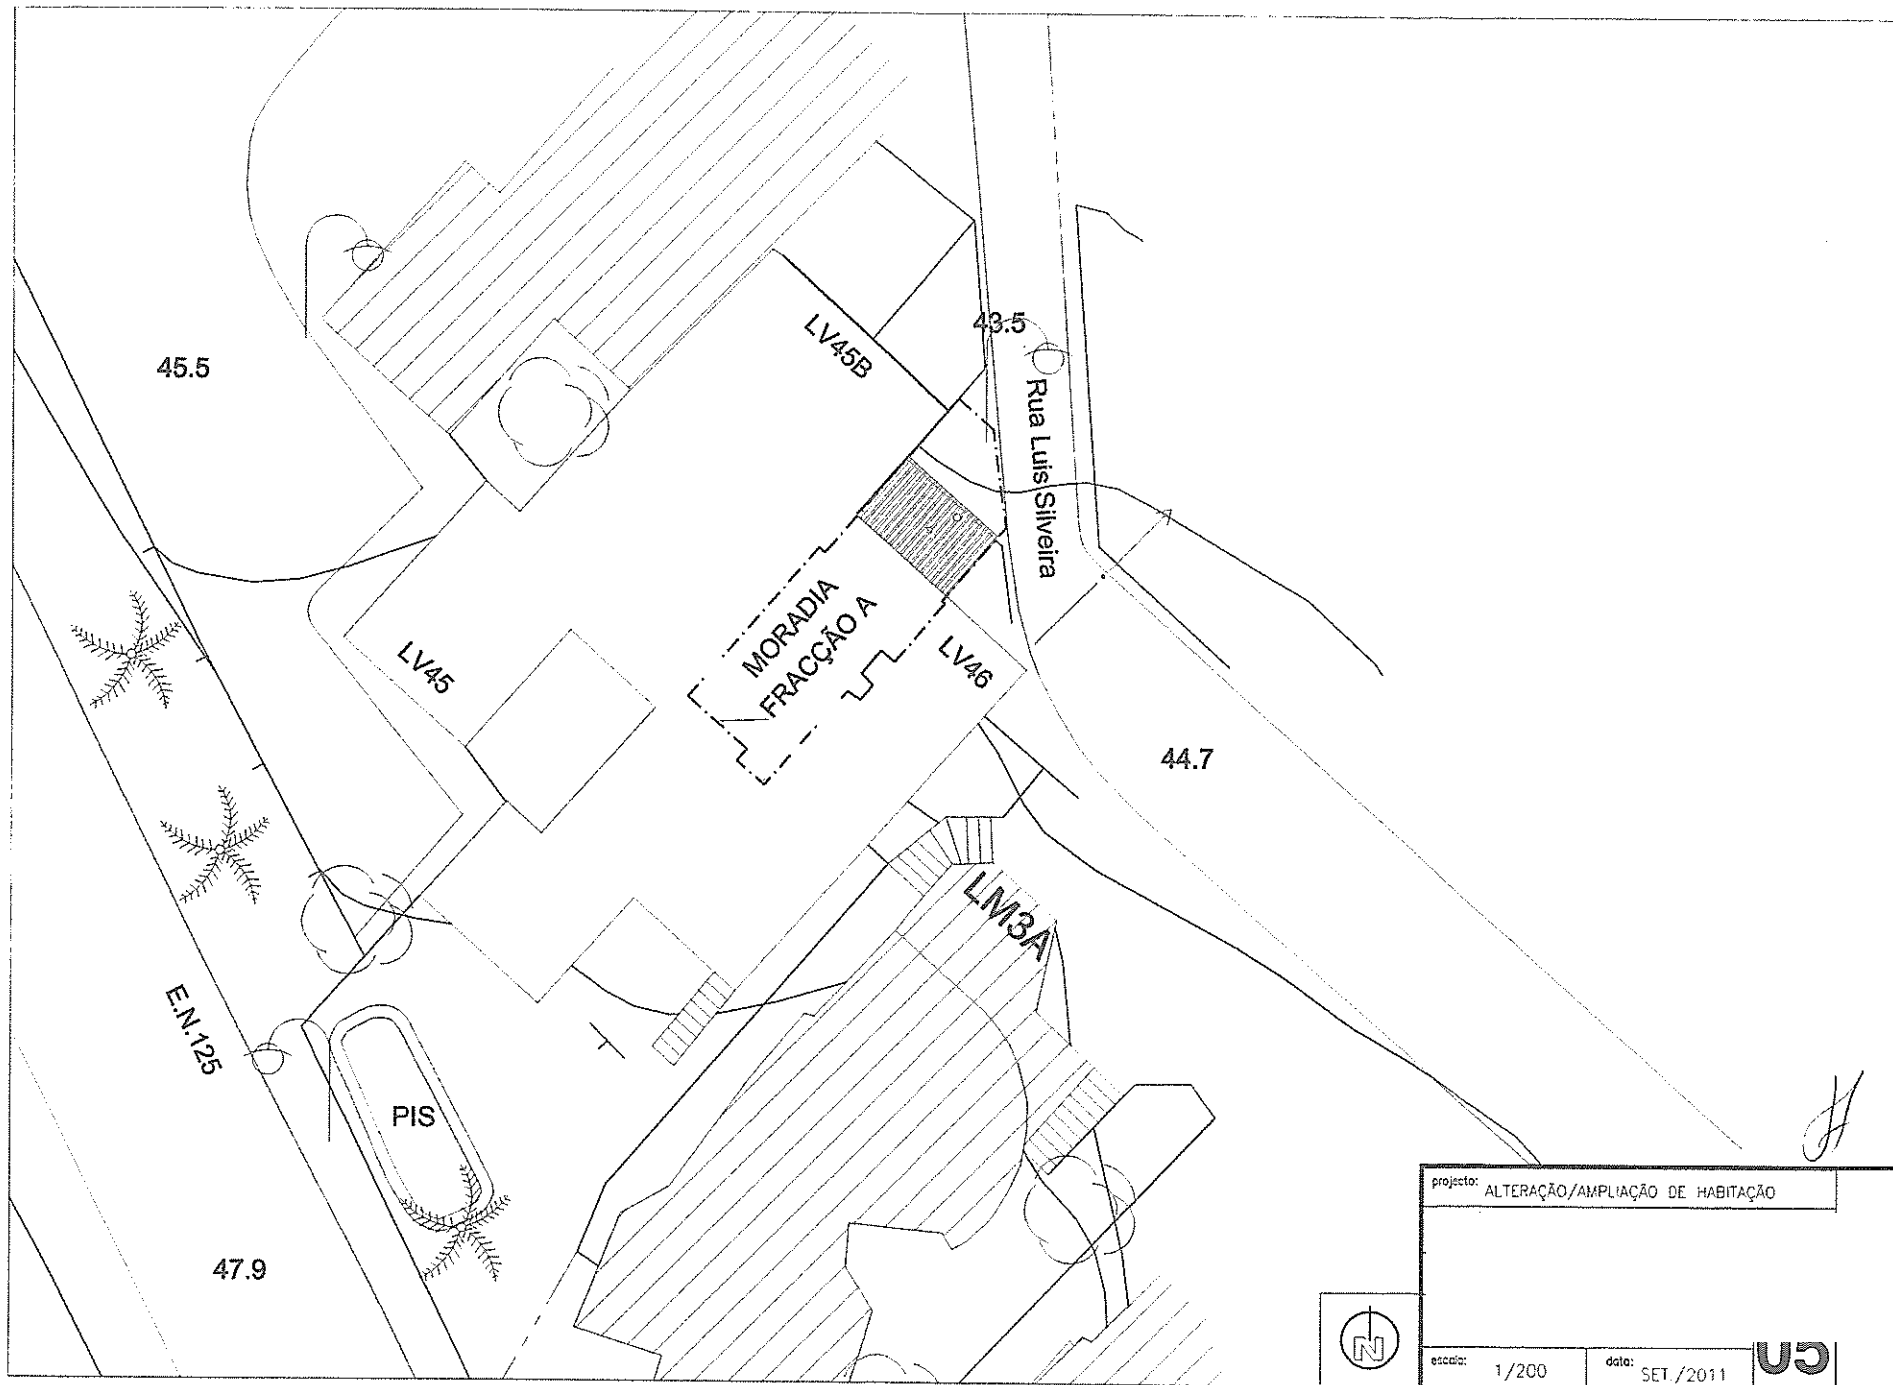 45.5
43.5
LV45B
Rua Luis Silveira
MORADIA
FRACÇÃO A
LV45
LV46
44.7
LM3A
E.N.125
PIS
47.9
projecto: ALTERAÇÃO/AMPLIAÇÃO DE HABITAÇÃO
N
escala: 1/200
data: SET./2011
05